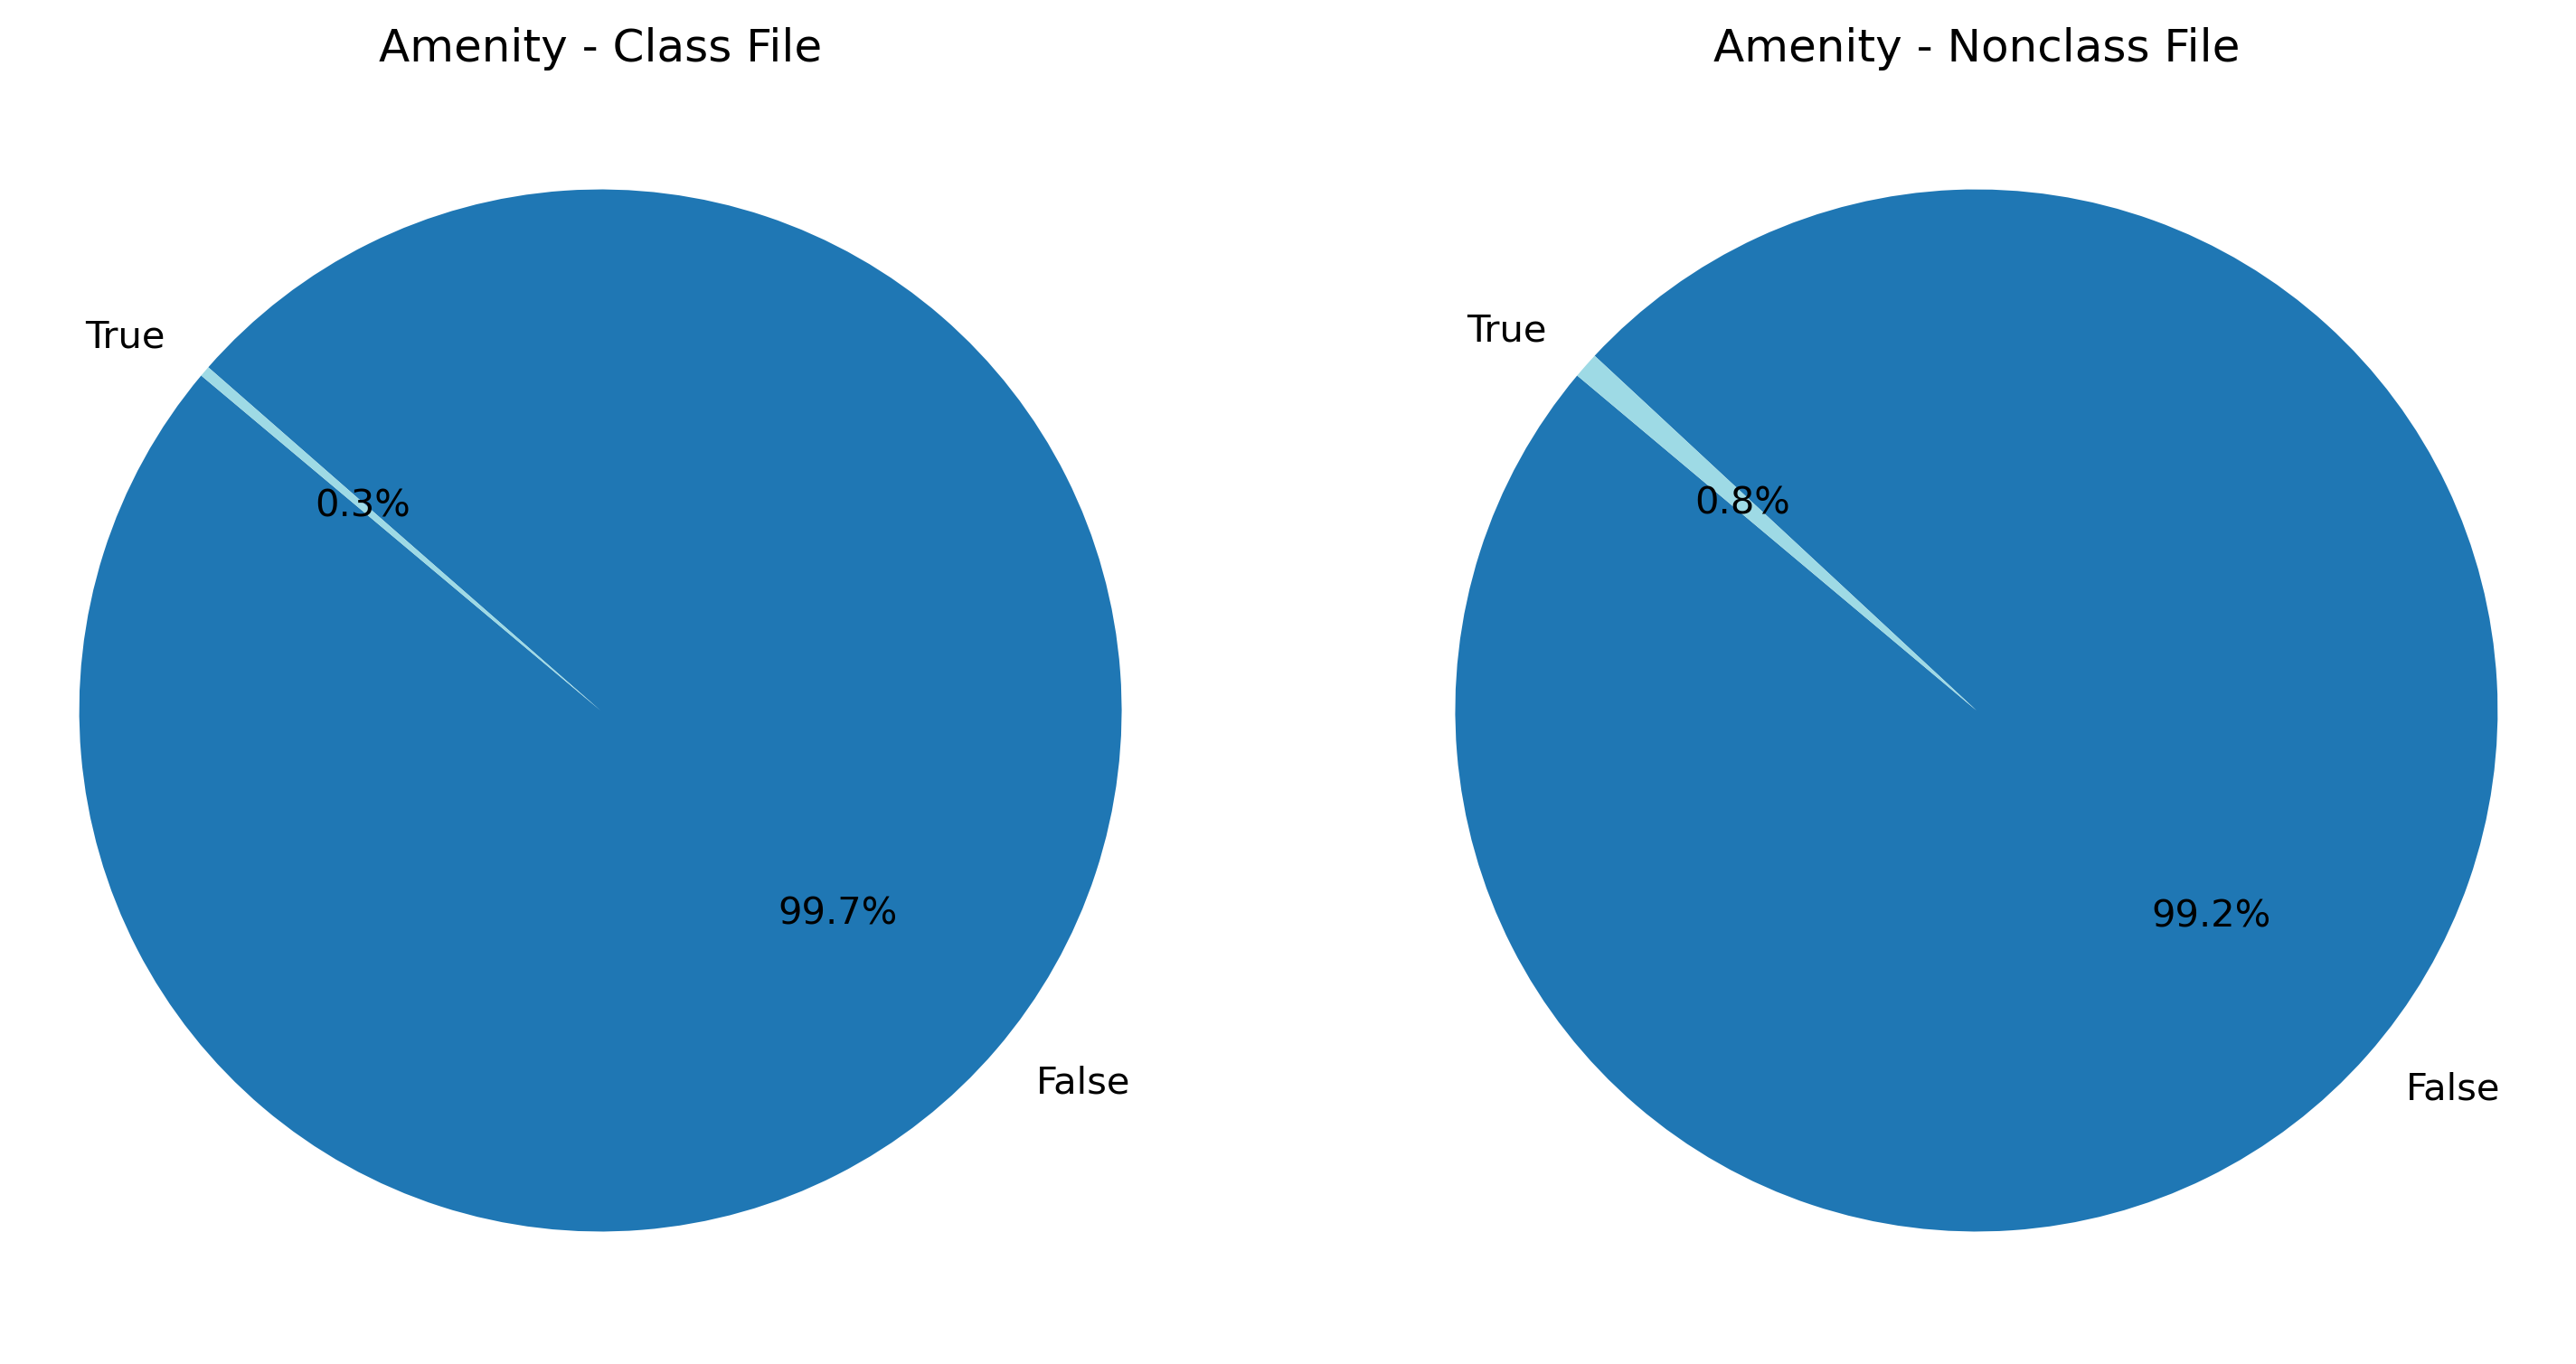 Amenity - Class File
True
0.3%
99.7%
False
Amenity - Nonclass File
True
0.8%
99.2%
False